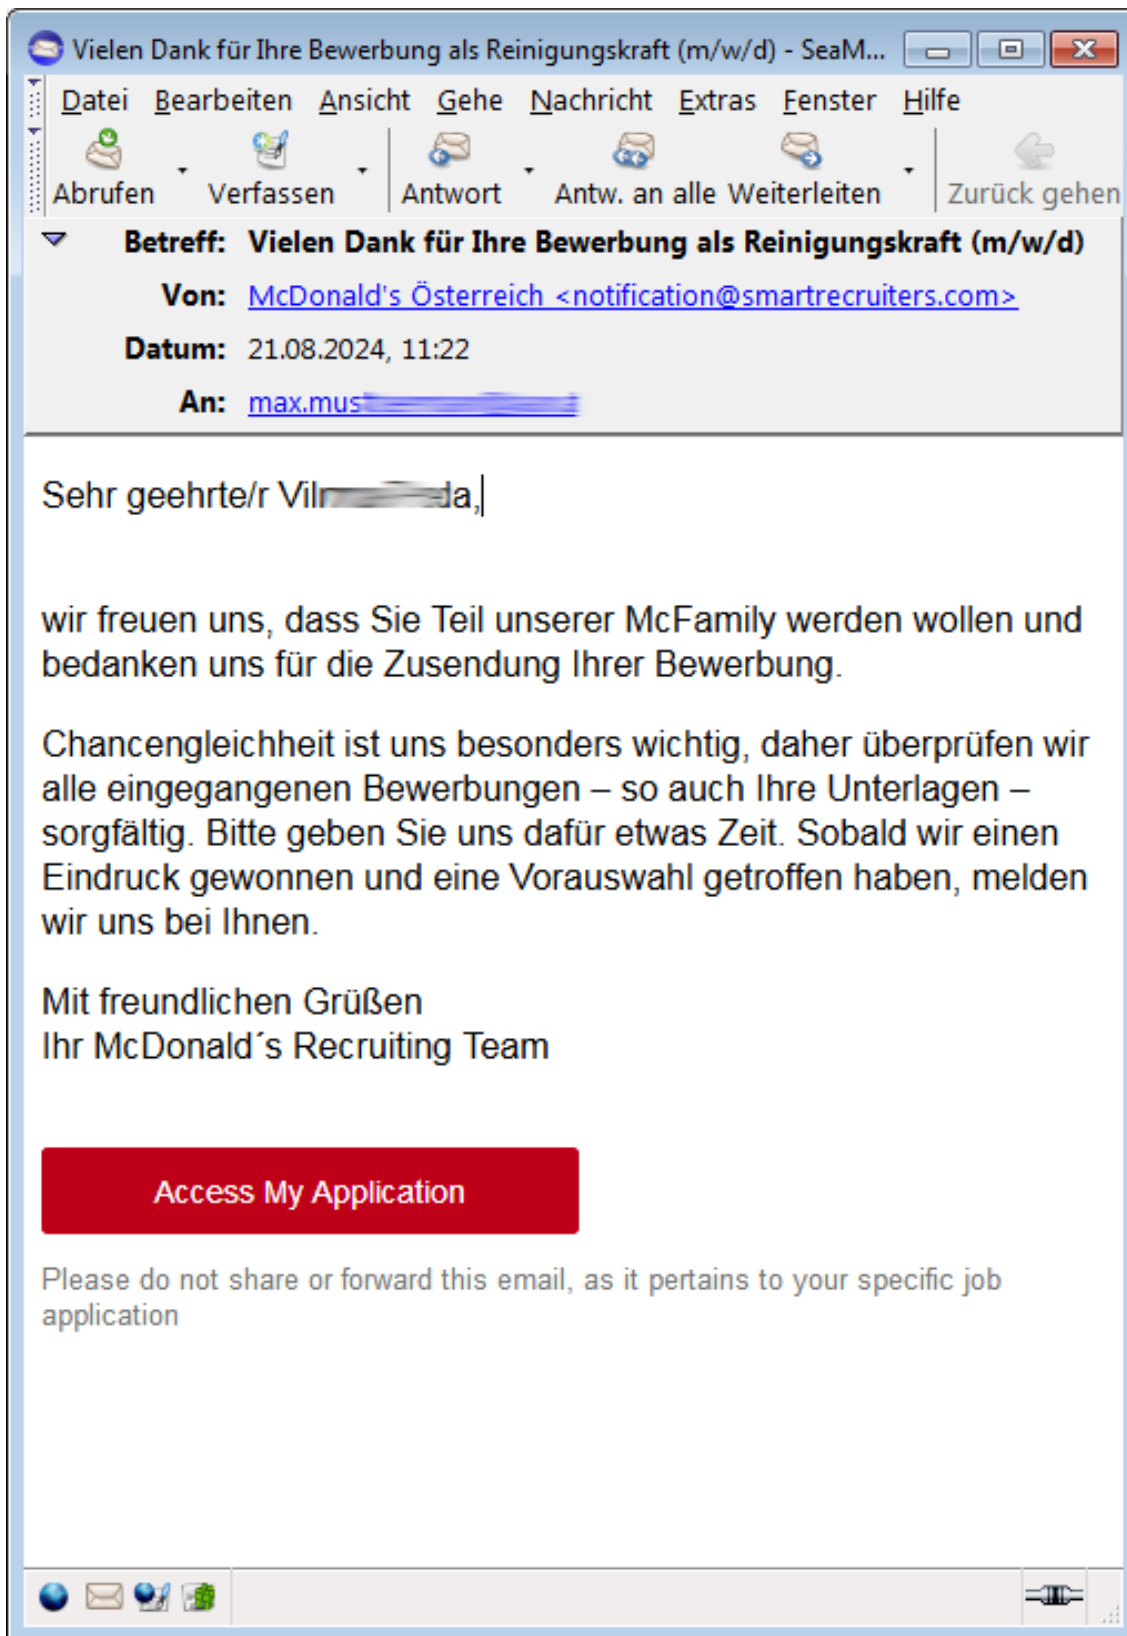 Vielen Dank für Ihre Bewerbung als Reinigungskraft (m/w/d) - SeaM...
Datei Bearbeiten Ansicht Gehe Nachricht Extras Fenster Hilfe
Abrufen Verfassen Antwort Antw. an alle Weiterleiten Zurück gehen
Betreff: Vielen Dank für Ihre Bewerbung als Reinigungskraft (m/w/d)
Von: McDonald's Österreich <notification@smartrecruiters.com>
Datum: 21.08.2024, 11:22
An: max.mus
Sehr geehrte/r
wir freuen uns, dass Sie Teil unserer McFamily werden wollen und
bedanken uns für die Zusendung Ihrer Bewerbung.
Chancengleichheit ist uns besonders wichtig, daher überprüfen wir
alle eingegangenen Bewerbungen – so auch Ihre Unterlagen –
sorgfältig. Bitte geben Sie uns dafür etwas Zeit. Sobald wir einen
Eindruck gewonnen und eine Vorauswahl getroffen haben, melden
wir uns bei Ihnen.
Mit freundlichen Grüßen
Ihr McDonald´s Recruiting Team
Access My Application
Please do not share or forward this email, as it pertains to your specific job
application